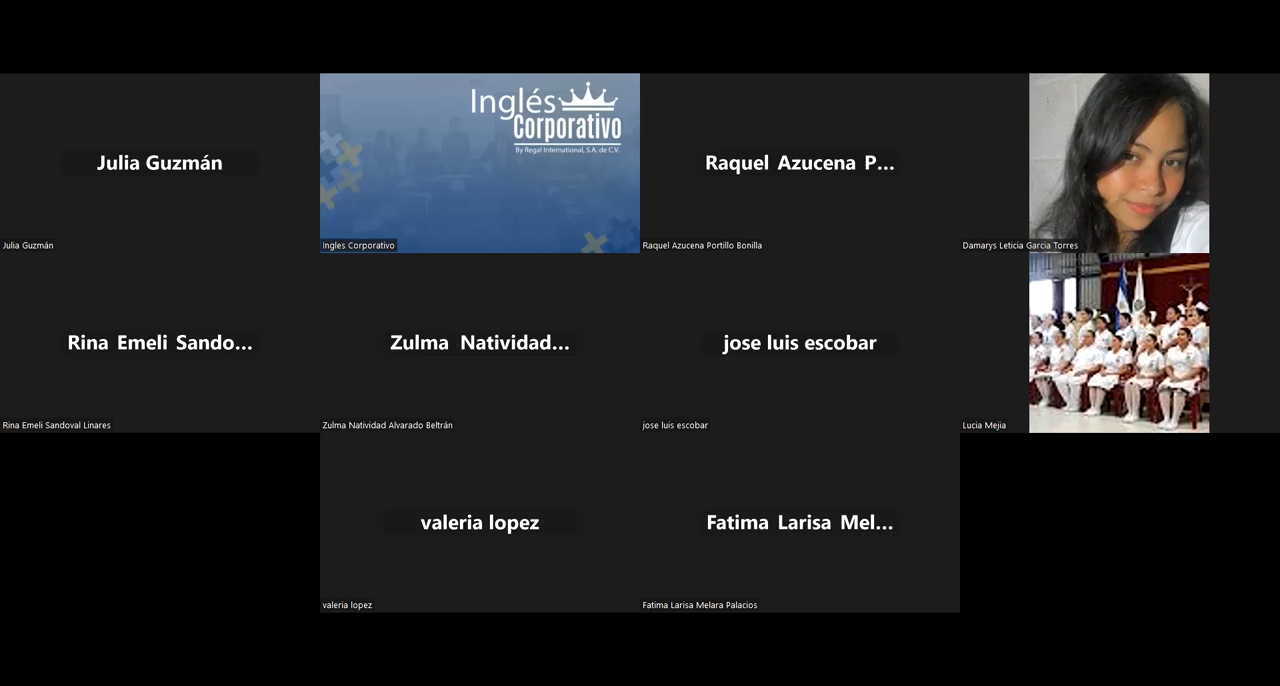 Julia Guzmán
Julia Guzmán
Inglés
Corporativo
By Regal International, S.A. de C.V.
Ingles Corporativo
Raquel Azucena P...
Raquel Azucena Portillo Bonilla
Damarys Leticia Garcia Torres
Rina Emeli Sando...
Rina Emeli Sandoval Linares
Zulma Natividad...
Zulma Natividad Alvarado Beltrán
jose luis escobar
jose luis escobar
Lucia Mejia
valeria lopez
valeria lopez
Fatima Larisa Mel...
Fatima Larisa Melara Palacios